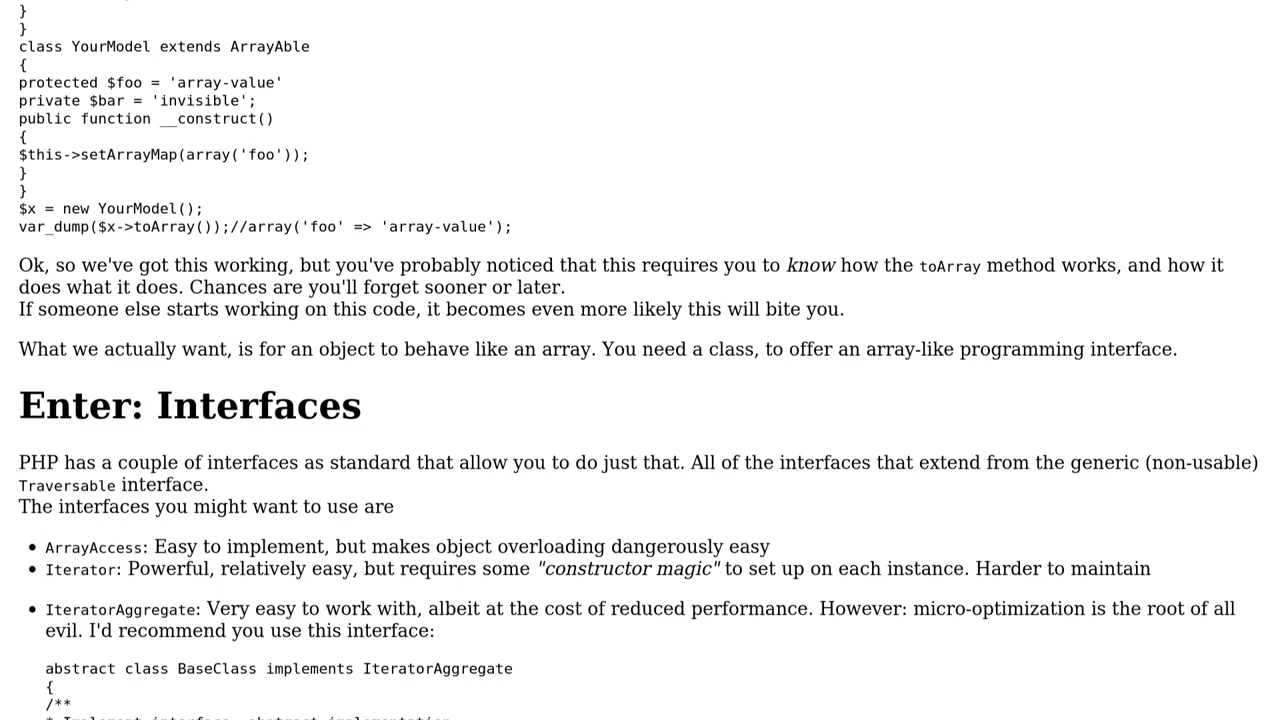 }
}
class YourModel extends ArrayAble
{
protected $foo = 'array-value'
private $bar = 'invisible';
public function __construct()
{
$this->setArrayMap(array('foo'));
}
}
$x = new YourModel();
var_dump($x->toArray());//array('foo' => 'array-value');
Ok, so we've got this working, but you've probably noticed that this requires you to know how the toArray method works, and how it
does what it does. Chances are you'll forget sooner or later.
If someone else starts working on this code, it becomes even more likely this will bite you.
What we actually want, is for an object to behave like an array. You need a class, to offer an array-like programming interface.
Enter: Interfaces
PHP has a couple of interfaces as standard that allow you to do just that. All of the interfaces that extend from the generic (non-usable)
Traversable interface.
The interfaces you might want to use are
• ArrayAccess: Easy to implement, but makes object overloading dangerously easy
• Iterator: Powerful, relatively easy, but requires some "constructor magic" to set up on each instance. Harder to maintain
• IteratorAggregate: Very easy to work with, albeit at the cost of reduced performance. However: micro-optimization is the root of all
evil. I'd recommend you use this interface:
abstract class BaseClass implements IteratorAggregate
{
/**